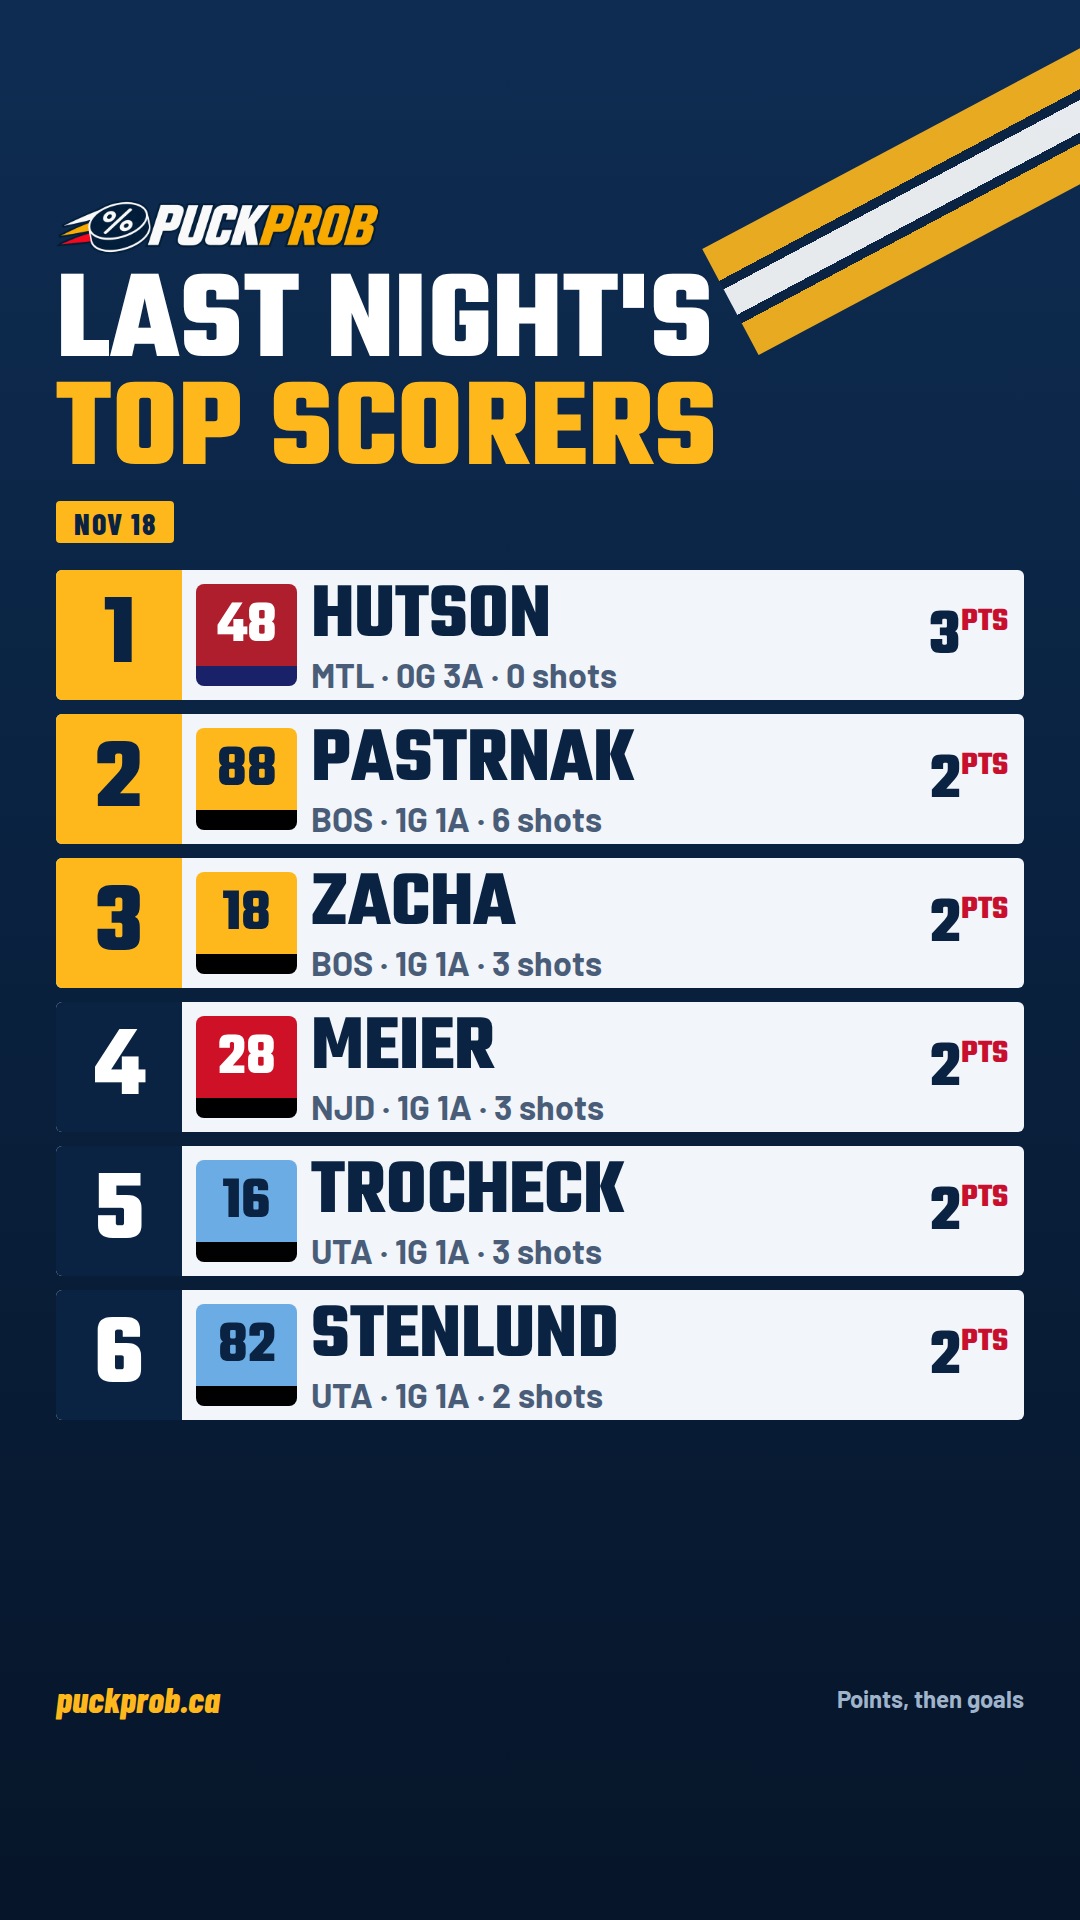 %PUCKPROB
LAST NIGHT'S
TOP SCORERS
NOV 18
1
48
HUTSON
MTL · 0G 3A · 0 shots
3PTS
2
88
PASTRNAK
BOS · 1G 1A · 6 shots
2PTS
3
18
ZACHA
BOS · 1G 1A · 3 shots
2PTS
4
28
MEIER
NJD · 1G 1A · 3 shots
2PTS
5
16
TROCHECK
UTA · 1G 1A · 3 shots
2PTS
6
82
STENLUND
UTA · 1G 1A · 2 shots
2PTS
puckprob.ca
Points, then goals